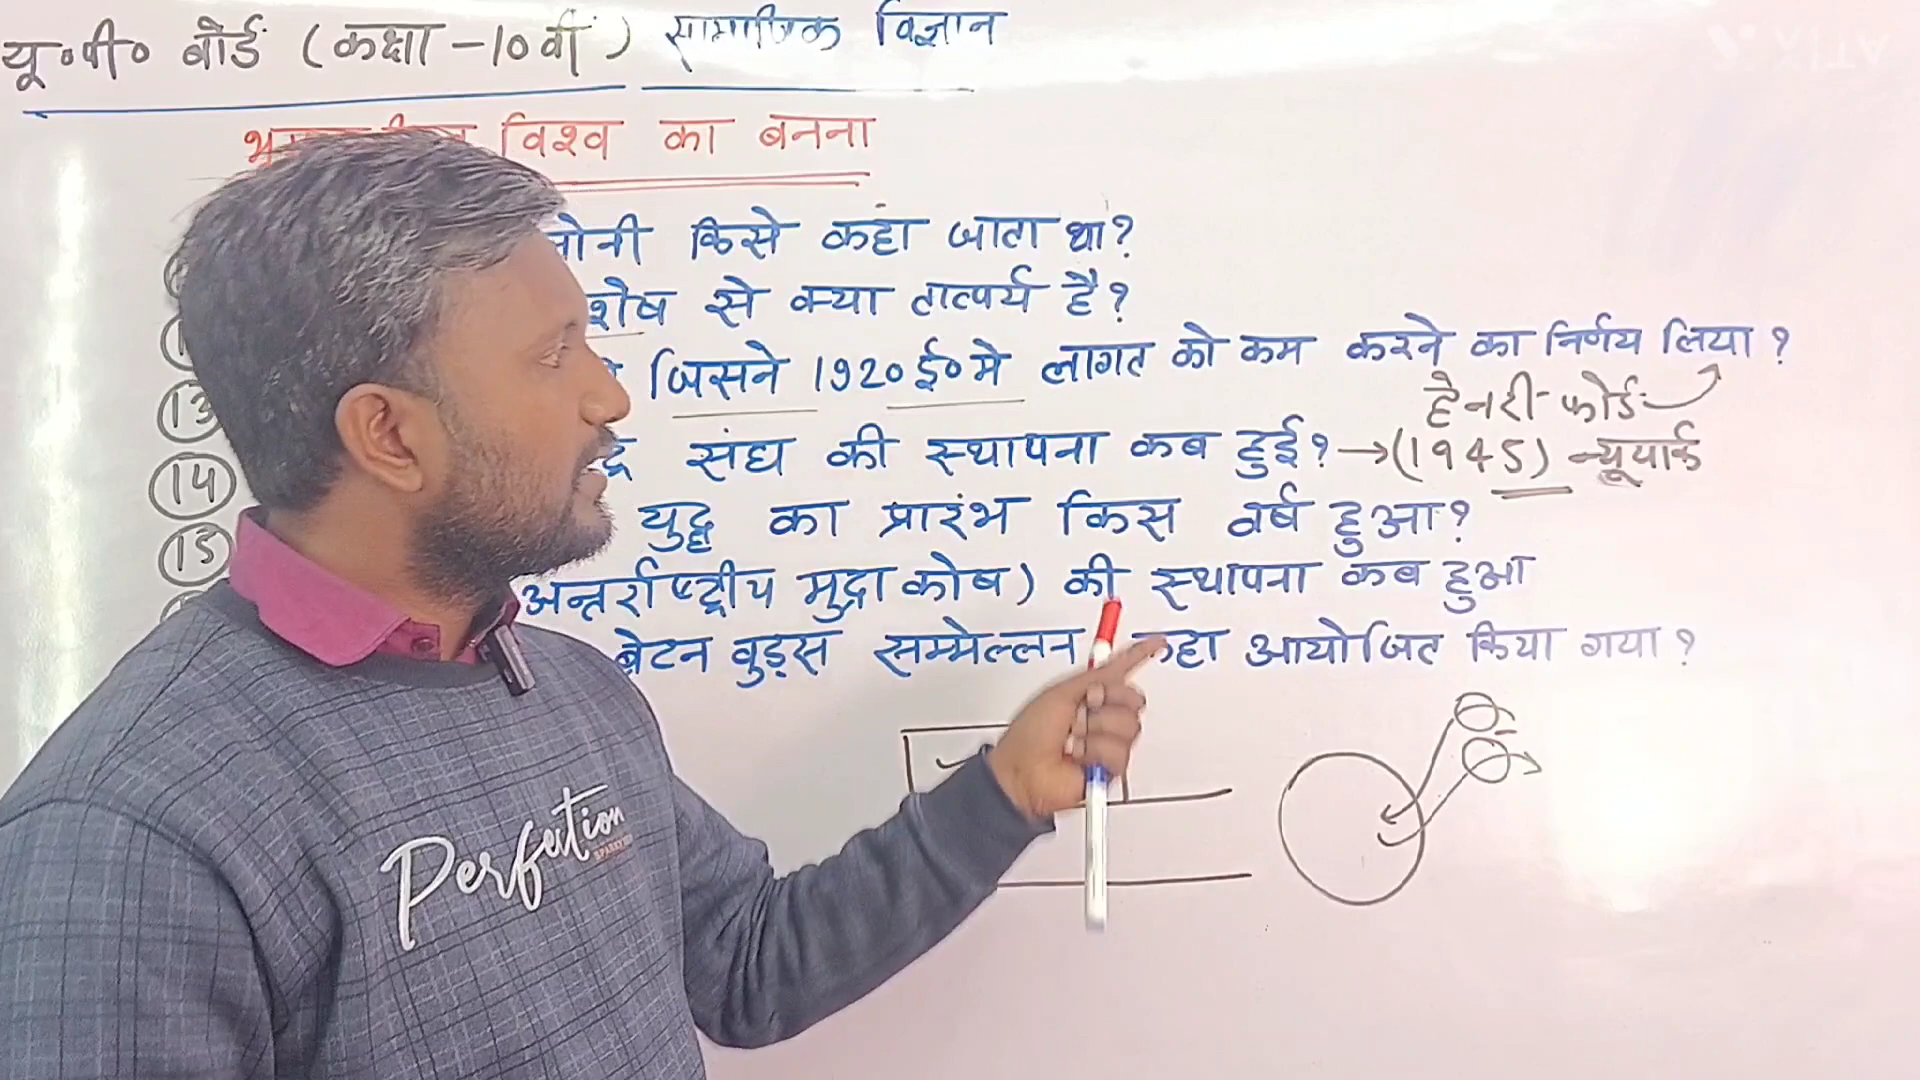 यू०पी० बोर्ड (कक्षा-10वीं) सामाजिक विज्ञान
विश्व का बनना
किसे कहा जाता था?
से क्या तात्पर्य है?
जिसने 1920 ई० मे लागत को कम करने का निर्णय लिया?
हेनरी फोर्ड
13
14 संघ की स्थापना कब हुई? →(1945) न्यूयार्क
15 युद्ध का प्रारंभ किस वर्ष हुआ?
अन्तर्राष्ट्रीय मुद्रा कोष) की स्थापना कब हुआ
ब्रेटन वुड्स सम्मेल्लन कहा आयोजित किया गया?
Perfection